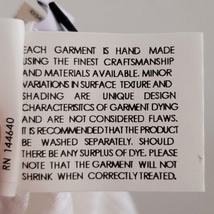 EACH GARMENT IS HAND MADE
USING THE FINEST CRAFTSMANSHIP
AND MATERIALS AVAILABLE. MINOR
VARIATIONS IN SURFACE TEXTURE AND
SHADING ARE UNIQUE DESIGN
CHARACTERISITCS OF GARMENT DYING
AND ARE NOT CONSIDERED FLAWS.
IT IS RECOMMENDED THAT THE PRODUCT
BE WASHED SEPARATELY. SHOULD
THERE BE ANY SURPLUS OF DYE. PLEASE
NOTE THAT THE GARMENT WILL NOT
SHRINK WHEN CORRECTLY TREATED.
RN 144640